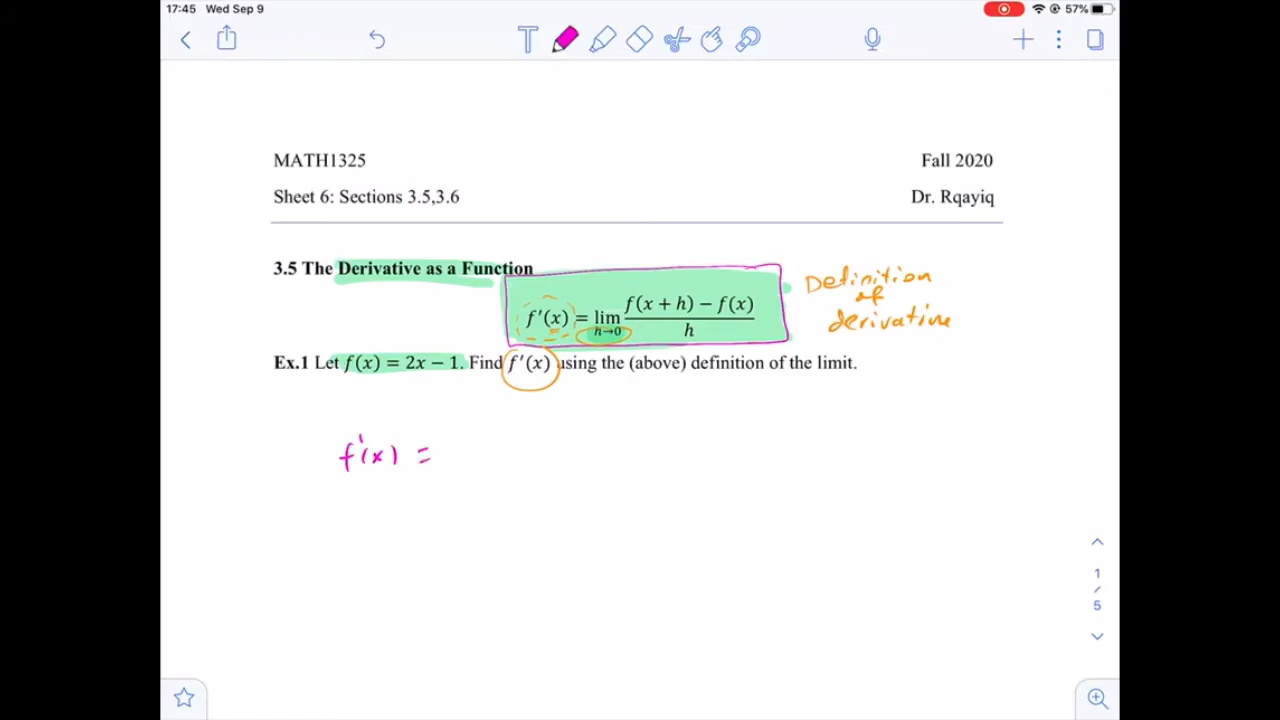 17:45 Wed Sep 9 57%
T
MATH1325 Fall 2020
Sheet 6: Sections 3.5,3.6 Dr. Rqayiq
3.5 The Derivative as a Function
f′(x) = lim h→0 f(x + h) − f(x) / h
Definition
of
derivative
Ex.1 Let f(x) = 2x − 1. Find f′(x) using the (above) definition of the limit.
f'(x) =
1
/
5